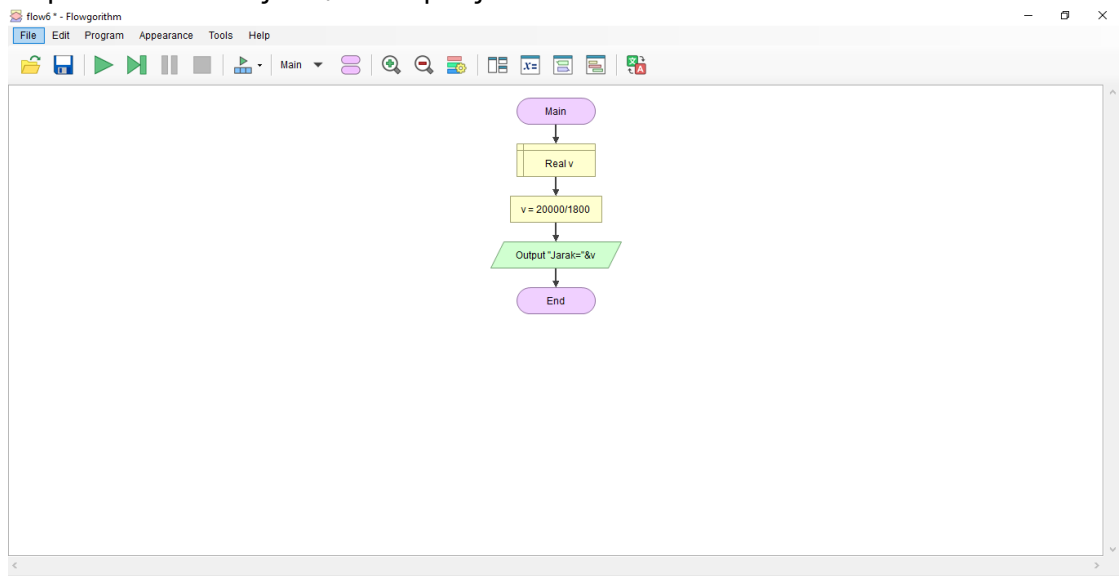 flow6 * - Flowgorithm
File Edit Program Appearance Tools Help
Main
x=
Main
Real v
v = 20000/1800
Output "Jarak="&v
End